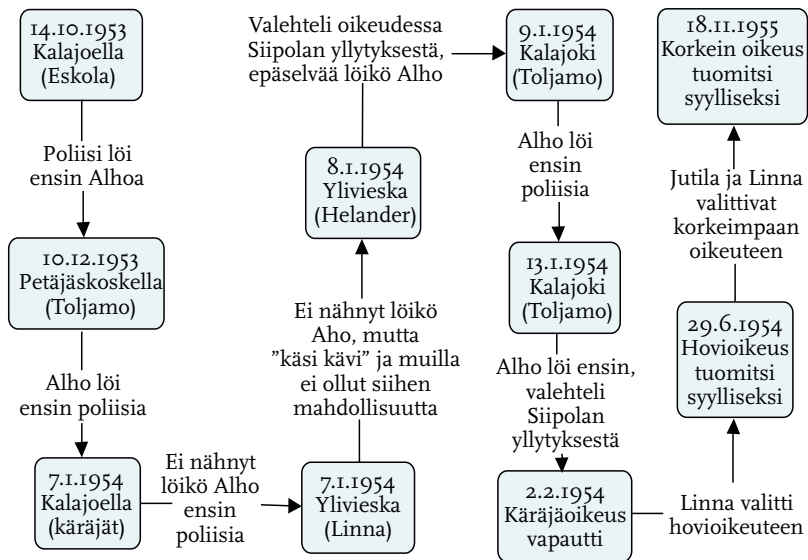 14.10.1953
Kalajoella
(Eskola)
Poliisi löi
ensin Alhoa
10.12.1953
Petäjäskoskella
(Toljamo)
Alho löi
ensin poliisia
7.1.1954
Kalajoella
(käräjät)
Ei nähnyt
löikö Alho
ensin
poliisia
7.1.1954
Ylivieska
(Linna)
Ei nähnyt löikö
Aho, mutta
”käsi kävi” ja muilla
ei ollut siihen
mahdollisuutta
8.1.1954
Ylivieska
(Helander)
Valehteli oikeudessa
Siipolan yllytyksestä,
epäselvää löikö Alho
9.1.1954
Kalajoki
(Toljamo)
Alho löi
ensin
poliisia
13.1.1954
Kalajoki
(Toljamo)
Alho löi ensin,
valehteli
Siipolan
yllytyksestä
2.2.1954
Käräjäoikeus
vapautti
Linna valitti
hovioikeuteen
29.6.1954
Hovioikeus
tuomitsi
syylliseksi
Jutila ja Linna
valittivat
korkeimpaan
oikeuteen
18.11.1955
Korkein oikeus
tuomitsi
syylliseksi